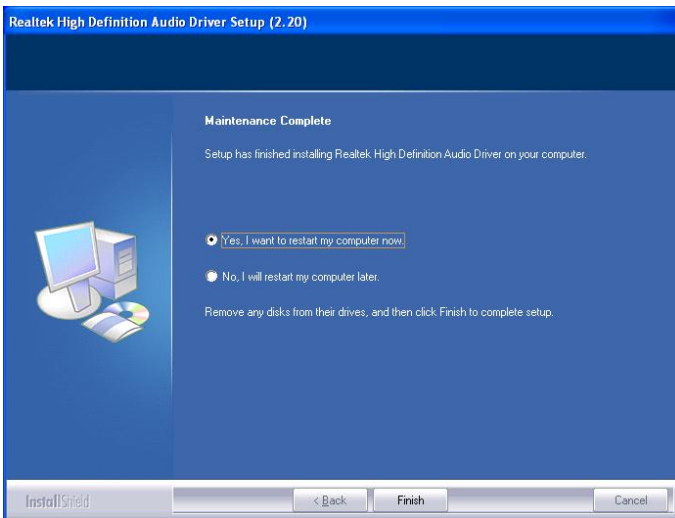 Realtek High Definition Audio Driver Setup (2.20)
Maintenance Complete
Setup has finished installing Realtek High Definition Audio Driver on your computer.
Yes, I want to restart my computer now.
No, I will restart my computer later.
Remove any disks from their drives, and then click Finish to complete setup.
InstallShield
< Back Finish Cancel